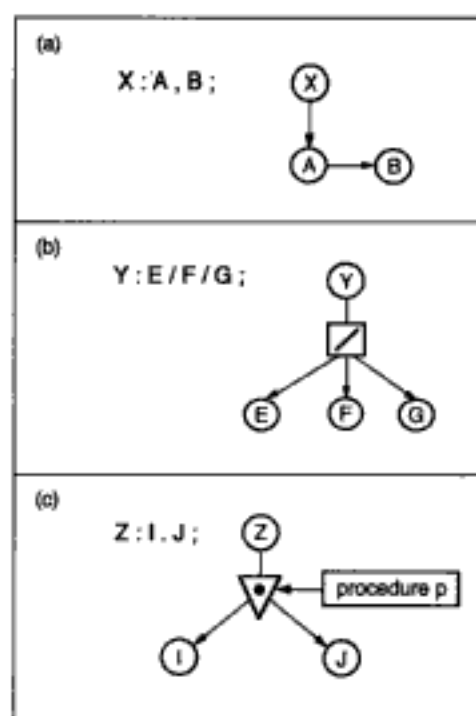 (a)
X : A , B ;
X
A
B
(b)
Y : E / F / G ;
Y
E
F
G
(c)
Z : I . J ;
Z
procedure p
I
J